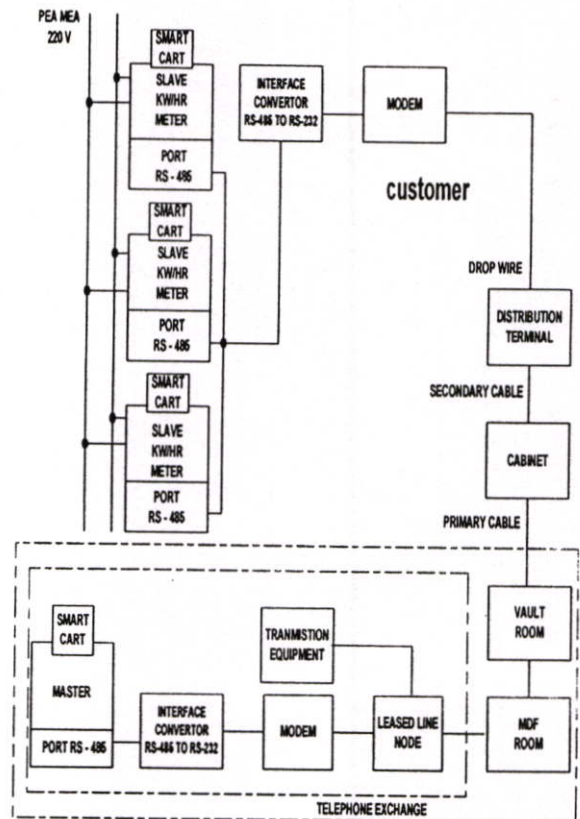 PEA MEA
220 V
SMART
CART
SLAVE
KW/HR
METER
PORT
RS - 485
INTERFACE
CONVERTOR
RS-485 TO RS-232
MODEM
customer
SMART
CART
SLAVE
KW/HR
METER
PORT
RS - 485
DROP WIRE
DISTRIBUTION
TERMINAL
SMART
CART
SLAVE
KW/HR
METER
PORT
RS - 485
SECONDARY CABLE
CABINET
PRIMARY CABLE
SMART
CART
MASTER
PORT RS - 485
INTERFACE
CONVERTOR
RS-485 TO RS-232
TRANMISTION
EQUIPMENT
MODEM
LEASED LINE
NODE
VAULT
ROOM
MDF
ROOM
TELEPHONE EXCHANGE